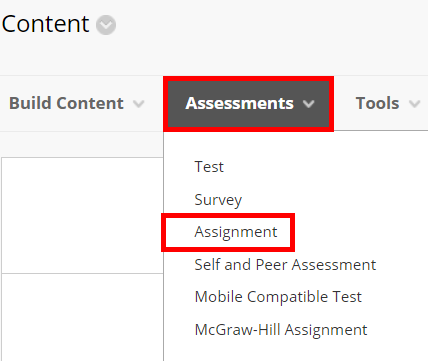 Content
Build Content Assessments Tools
Test
Survey
Assignment
Self and Peer Assessment
Mobile Compatible Test
McGraw-Hill Assignment